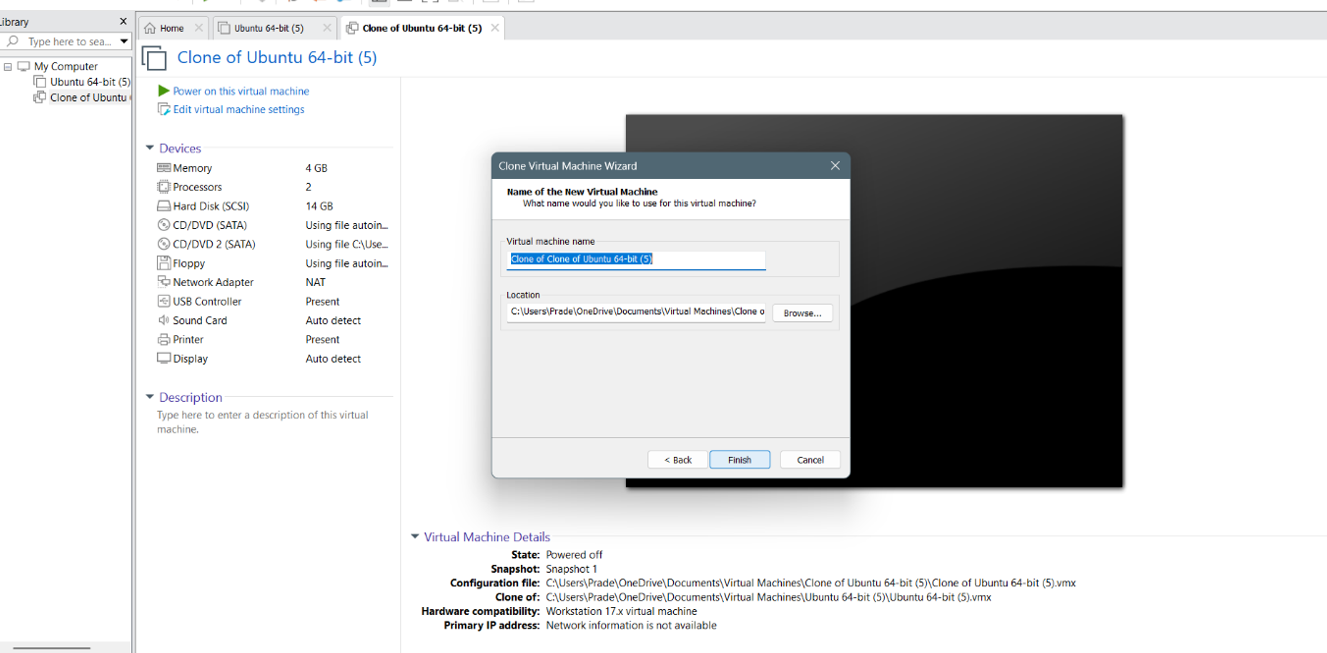 Library
X
Home
Ubuntu 64-bit (5)
Clone of Ubuntu 64-bit (5)
Type here to sea...
My Computer
Ubuntu 64-bit (5)
Clone of Ubuntu
Clone of Ubuntu 64-bit (5)
Power on this virtual machine
Edit virtual machine settings
Devices
Memory 4 GB
Processors 2
Hard Disk (SCSI) 14 GB
CD/DVD (SATA) Using file autoin...
CD/DVD 2 (SATA) Using file C:\Use...
Floppy Using file autoin...
Network Adapter NAT
USB Controller Present
Sound Card Auto detect
Printer Present
Display Auto detect
Description
Type here to enter a description of this virtual
machine.
Clone Virtual Machine Wizard
Name of the New Virtual Machine
What name would you like to use for this virtual machine?
Virtual machine name
Clone of Clone of Ubuntu 64-bit (5)
Location
C:\Users\Prade\OneDrive\Documents\Virtual Machines\Clone o
Browse...
< Back
Finish
Cancel
Virtual Machine Details
State: Powered off
Snapshot: Snapshot 1
Configuration file: C:\Users\Prade\OneDrive\Documents\Virtual Machines\Clone of Ubuntu 64-bit (5)\Clone of Ubuntu 64-bit (5).vmx
Clone of: C:\Users\Prade\OneDrive\Documents\Virtual Machines\Ubuntu 64-bit (5)\Ubuntu 64-bit (5).vmx
Hardware compatibility: Workstation 17.x virtual machine
Primary IP address: Network information is not available